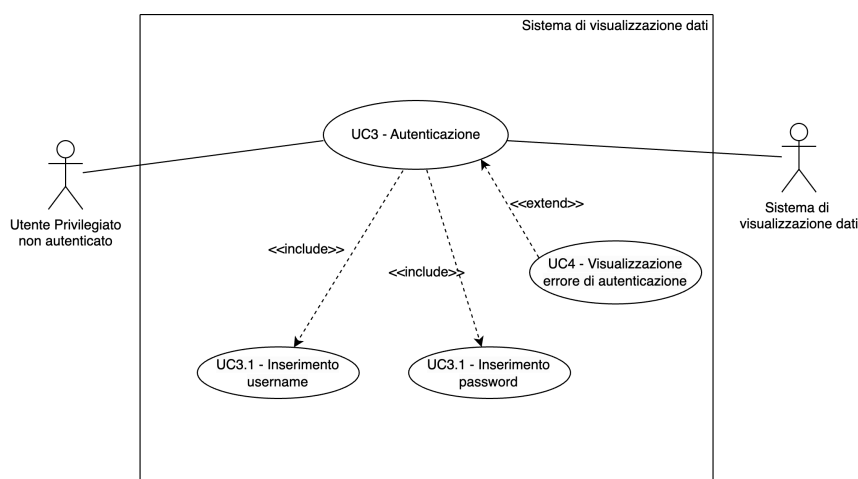 Sistema di visualizzazione dati
UC3 - Autenticazione
Utente Privilegiato
non autenticato
Sistema di
visualizzazione dati
<<extend>>
<<include>>
<<include>>
UC4 - Visualizzazione
errore di autenticazione
UC3.1 - Inserimento
username
UC3.1 - Inserimento
password